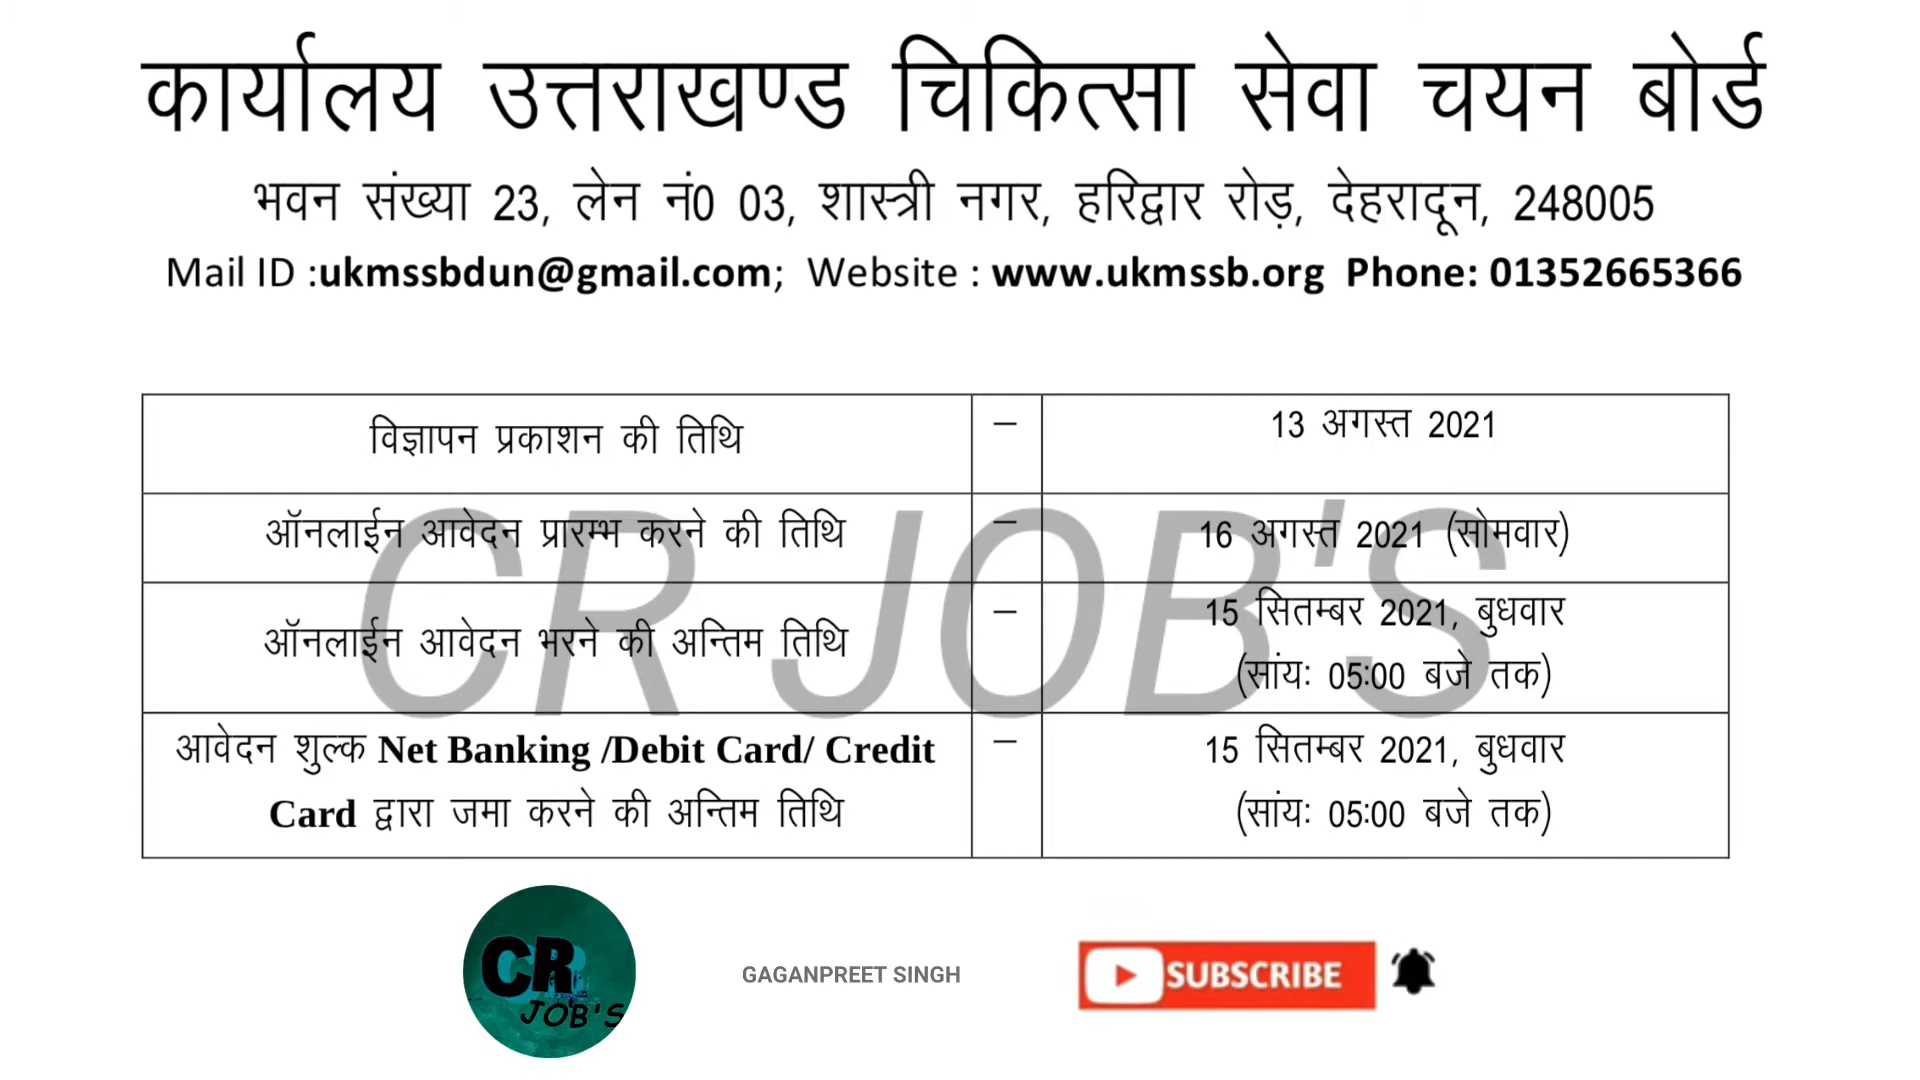 कार्यालय उत्तराखण्ड चिकित्सा सेवा चयन बोर्ड
भवन संख्या 23, लेन नं0 03, शास्त्री नगर, हरिद्वार रोड़, देहरादून, 248005
Mail ID :ukmssbdun@gmail.com; Website : www.ukmssb.org Phone: 01352665366
विज्ञापन प्रकाशन की तिथि – 13 अगस्त 2021
ऑनलाईन आवेदन प्रारम्भ करने की तिथि – 16 अगस्त 2021 (सोमवार)
ऑनलाईन आवेदन भरने की अन्तिम तिथि – 15 सितम्बर 2021, बुधवार
(सांयः 05:00 बजे तक)
आवेदन शुल्क Net Banking /Debit Card/ Credit – 15 सितम्बर 2021, बुधवार
Card द्वारा जमा करने की अन्तिम तिथि (सांयः 05:00 बजे तक)
CR JOB'S
CR
JOB'S
GAGANPREET SINGH
SUBSCRIBE